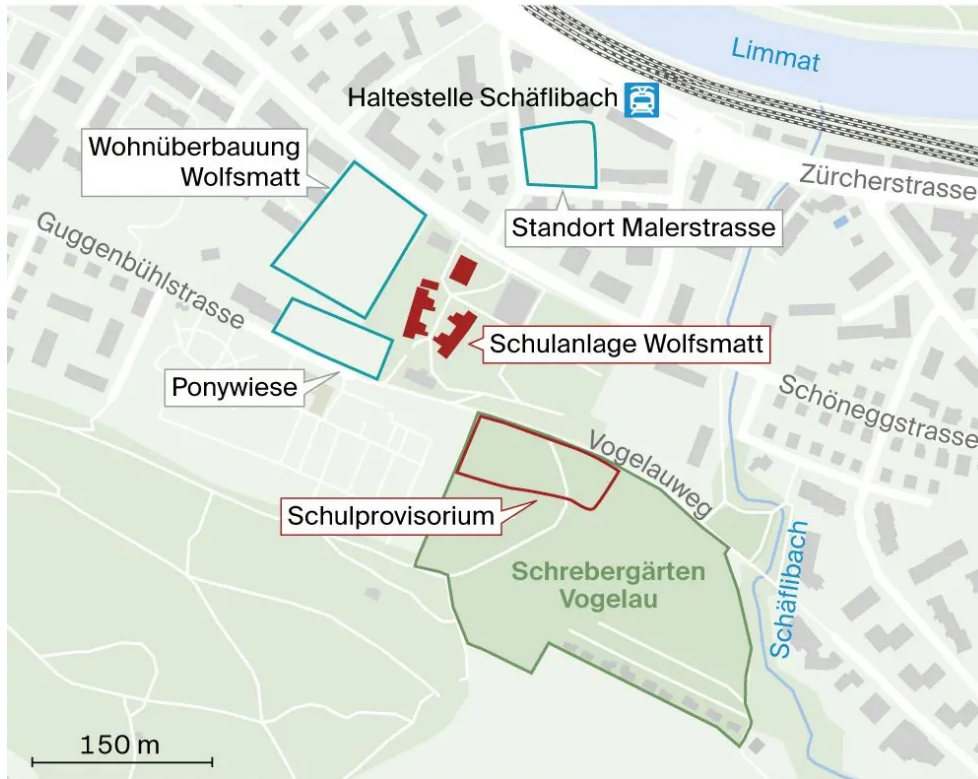 Limmat
Haltestelle Schäflibach
Wohnüberbauung
Wolfsmatt
Zürcherstrasse
Standort Malerstrasse
Guggenbühlstrasse
Schulanlage Wolfsmatt
Ponywiese
Schöneggstrasse
Vogelauweg
Schulprovisorium
Schrebergärten
Vogelau
Schäflibach
150 m